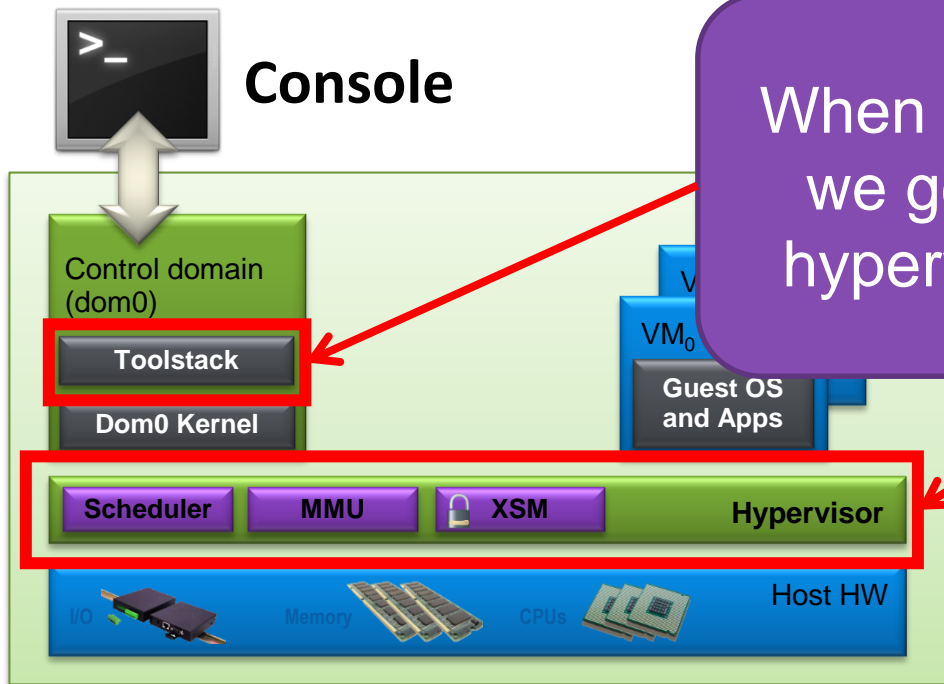 >_
Console
When
we g
hyper
Control domain
(dom0)
Toolstack
Dom0 Kernel
V
VM₀
Guest OS
and Apps
Scheduler
MMU
XSM
Hypervisor
I/O
Memory
CPUs
Host HW